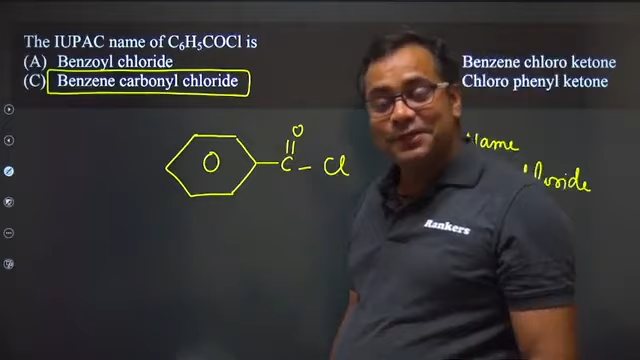 The IUPAC name of C₆H₅COCl is
(A) Benzoyl chloride
Benzene chloro ketone
(C) Benzene carbonyl chloride
Chloro phenyl ketone
O
O
C – Cl
Name
Rankers